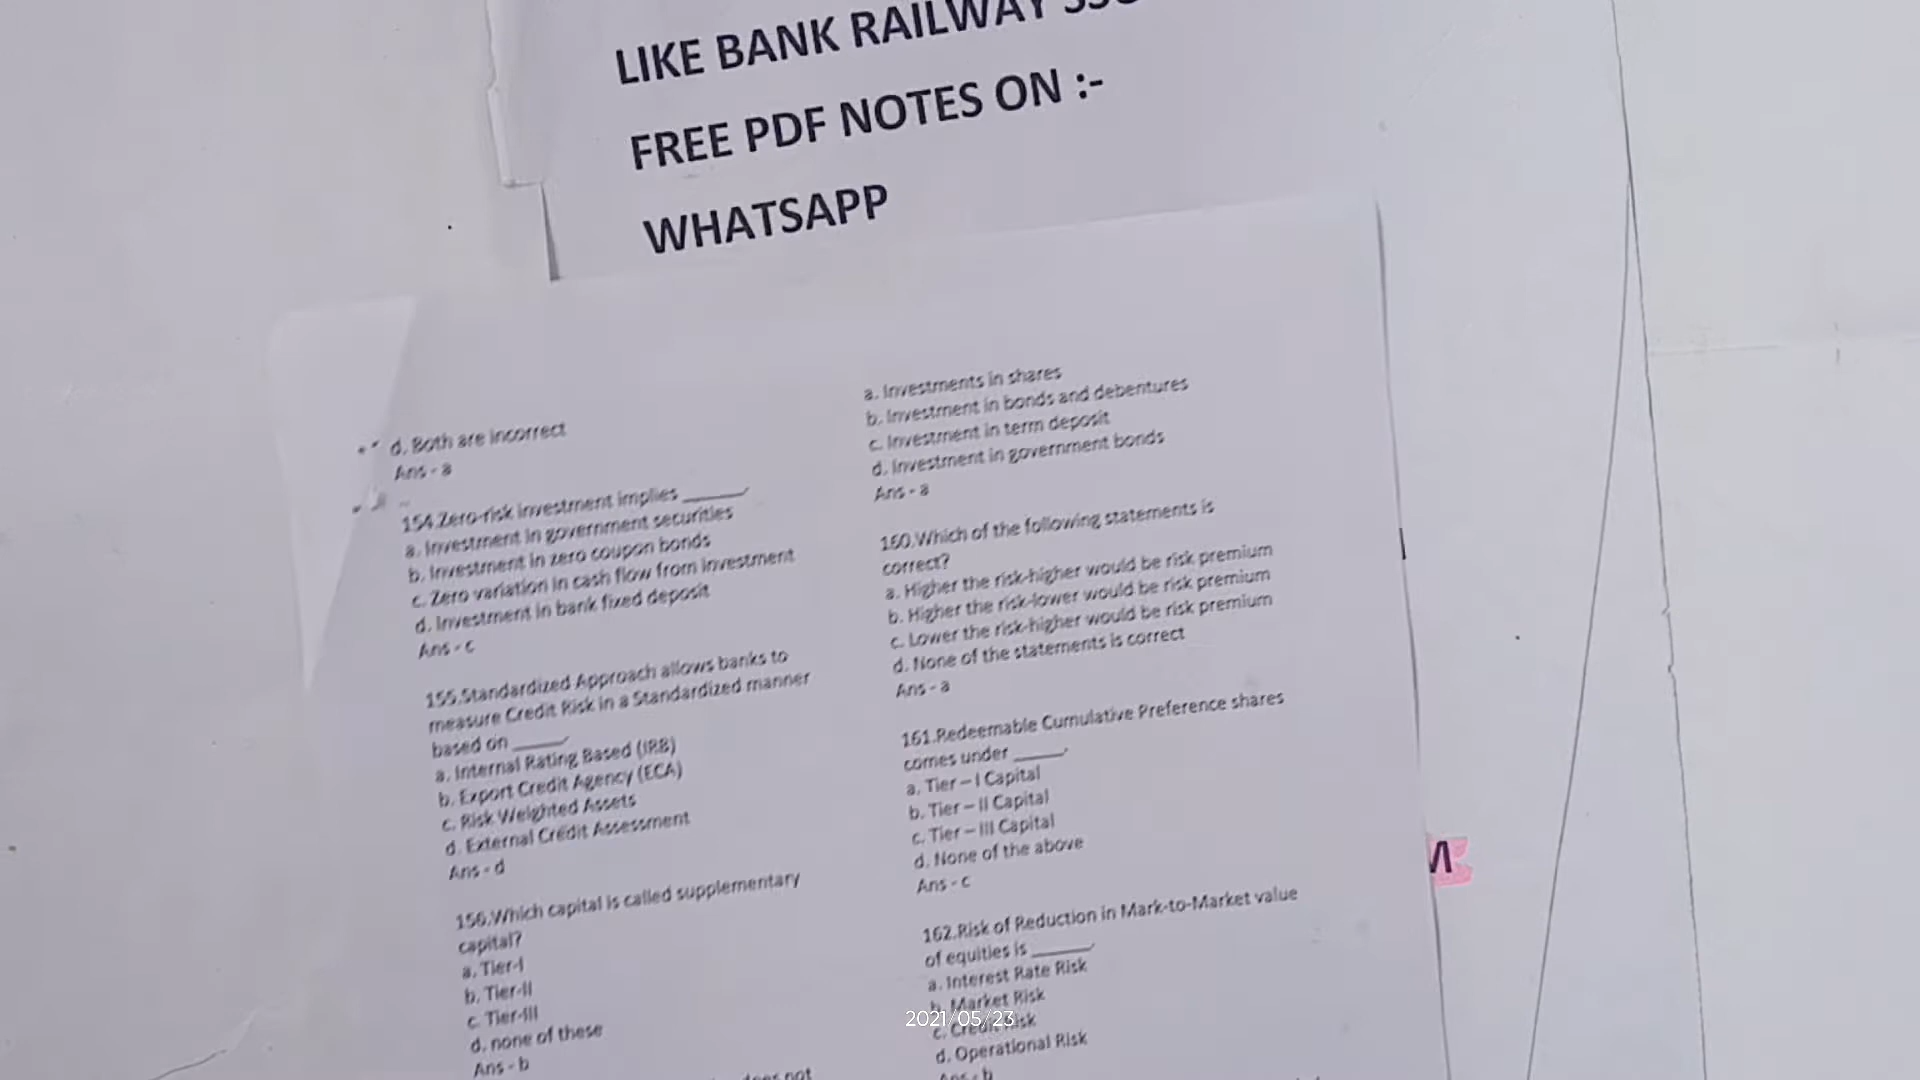 LIKE BANK RAILWAY
FREE PDF NOTES ON :-
WHATSAPP
d. Both are incorrect
Ans - a
154.Zero-risk investment implies ______.
a. Investment in government securities
b. Investment in zero coupon bonds
c. Zero variation in cash flow from investment
d. Investment in bank fixed deposit
Ans - c
155.Standardized Approach allows banks to
measure Credit Risk in a Standardized manner
based on _____.
a. Internal Rating Based (IRB)
b. Export Credit Agency (ECA)
c. Risk Weighted Assets
d. External Credit Assessment
Ans - d
156.Which capital is called supplementary
capital?
a. Tier-I
b. Tier-II
c. Tier-III
d. none of these
Ans - b
not
a. Investments in shares
b. Investment in bonds and debentures
c. Investment in term deposit
d. Investment in government bonds
Ans - a
160.Which of the following statements is
correct?
a. Higher the risk-higher would be risk premium
b. Higher the risk-lower would be risk premium
c. Lower the risk-higher would be risk premium
d. None of the statements is correct
Ans - a
161.Redeemable Cumulative Preference shares
comes under _____.
a. Tier – I Capital
b. Tier – II Capital
c. Tier – III Capital
d. None of the above
Ans - c
162.Risk of Reduction in Mark-to-Market value
of equities is ______.
a. Interest Rate Risk
b. Market Risk
c. Credit Risk
d. Operational Risk
Ans - b
2021/05/23